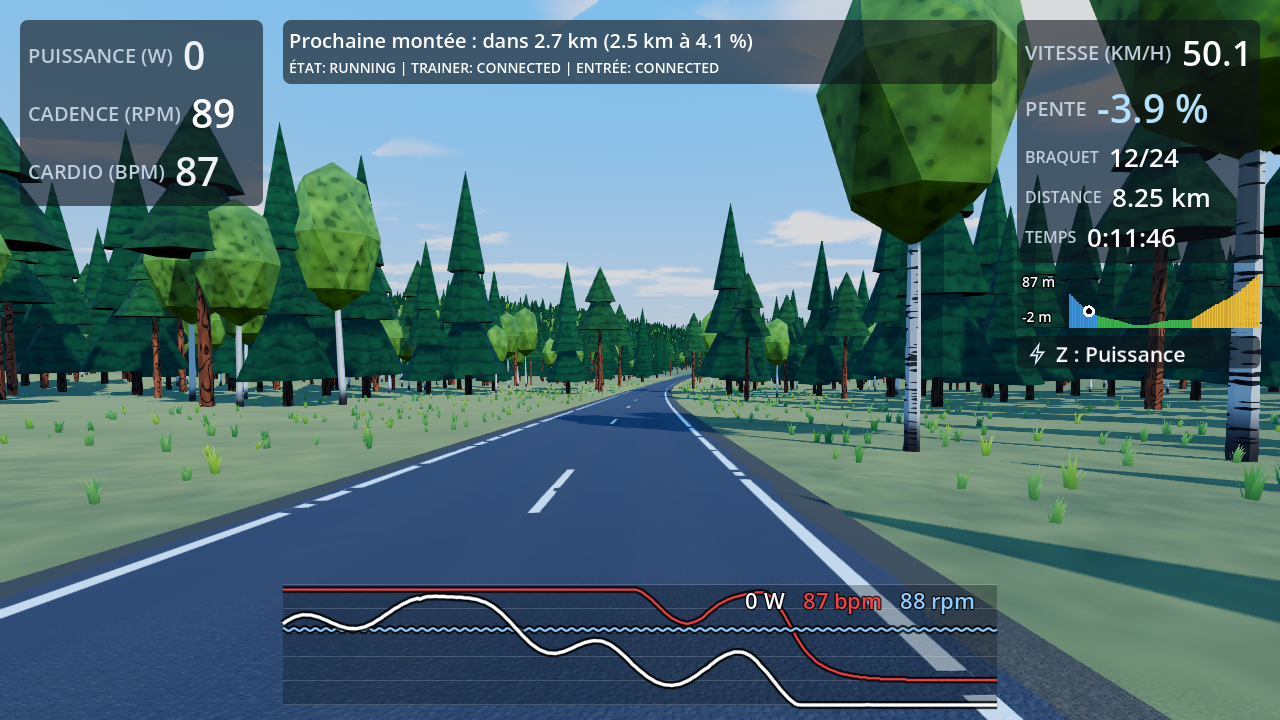 PUISSANCE (W) 0
CADENCE (RPM) 89
CARDIO (BPM) 87
Prochaine montée : dans 2.7 km (2.5 km à 4.1 %)
ÉTAT: RUNNING | TRAINER: CONNECTED | ENTRÉE: CONNECTED
VITESSE (KM/H) 50.1
PENTE -3.9 %
BRAQUET 12/24
DISTANCE 8.25 km
TEMPS 0:11:46
87 m
-2 m
Z : Puissance
0 W 87 bpm 88 rpm